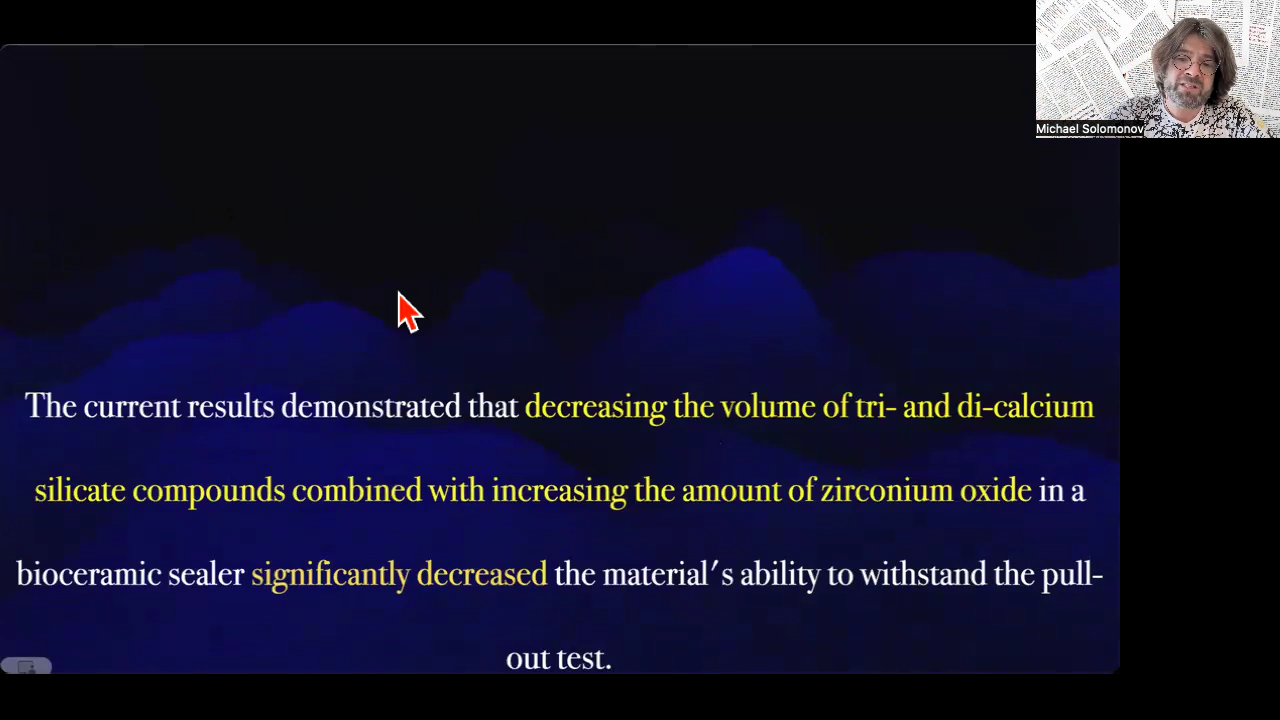 Michael Solomonov
The current results demonstrated that decreasing the volume of tri- and di-calcium
silicate compounds combined with increasing the amount of zirconium oxide in a
bioceramic sealer significantly decreased the material′s ability to withstand the pull-
out test.